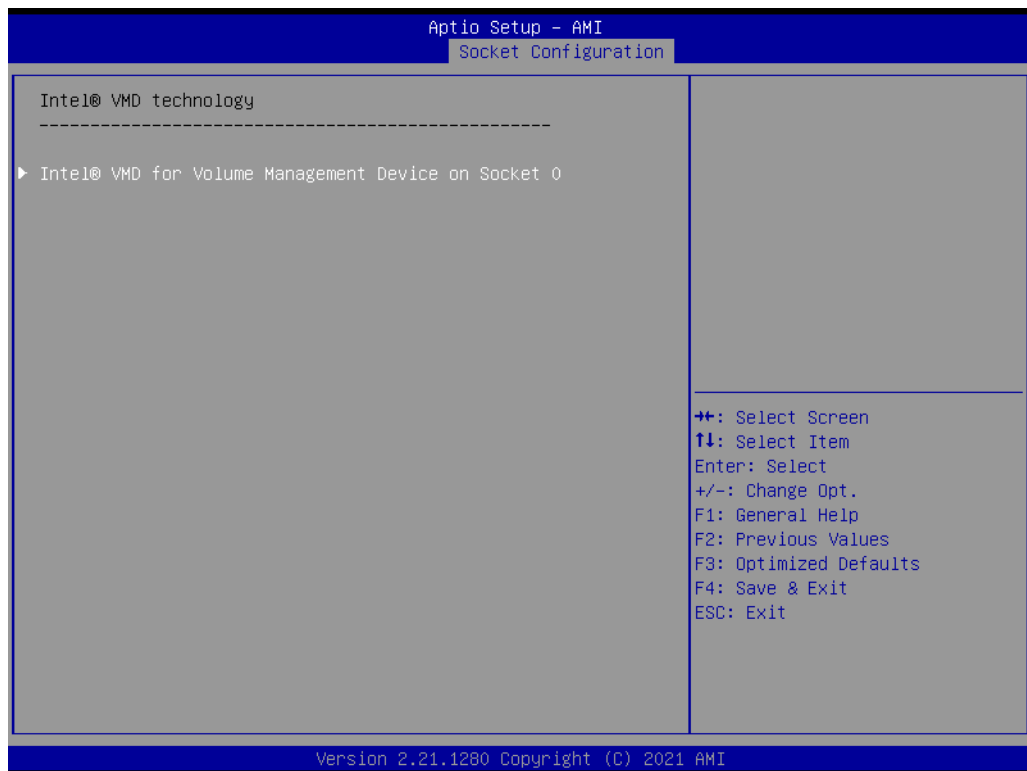 Aptio Setup – AMI
Socket Configuration
Intel® VMD technology
--------------------------------------------------
▶ Intel® VMD for Volume Management Device on Socket 0
→←: Select Screen
↑↓: Select Item
Enter: Select
+/-: Change Opt.
F1: General Help
F2: Previous Values
F3: Optimized Defaults
F4: Save & Exit
ESC: Exit
Version 2.21.1280 Copyright (C) 2021 AMI